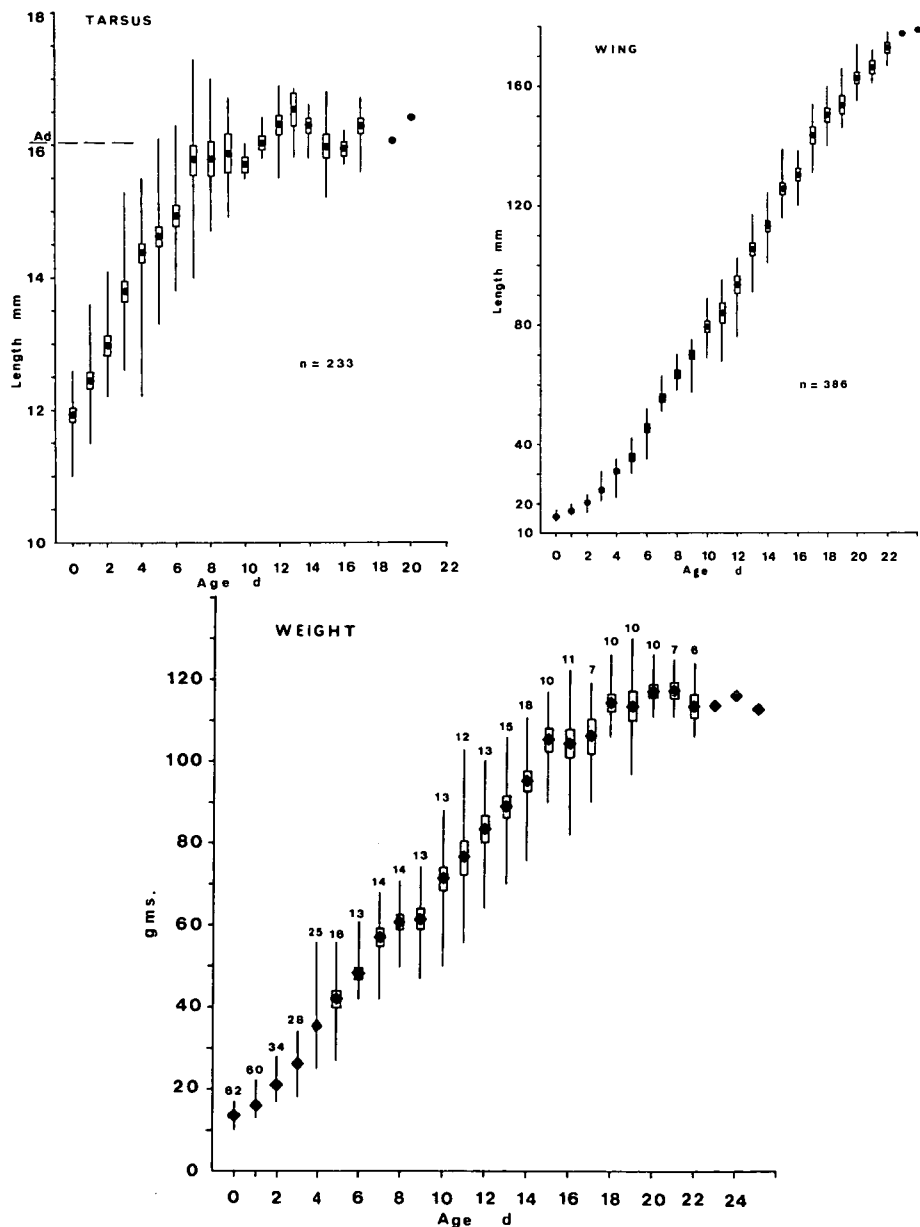 TARSUS
18
16
14
12
10
Ad
Length mm
n = 233
0 2 4 6 8 10 12 14 16 18 20 22
Age d
WING
160
120
80
40
20
10
Length mm
n = 386
0 2 4 6 8 10 12 14 16 18 20 22
Age d
WEIGHT
120
100
80
60
40
20
0
gms.
62 60 34 28 25 16 13 14 14 13 13 12 13 15 18 10 11 7 10 10 10 7 6
0 2 4 6 8 10 12 14 16 18 20 22 24
Age d